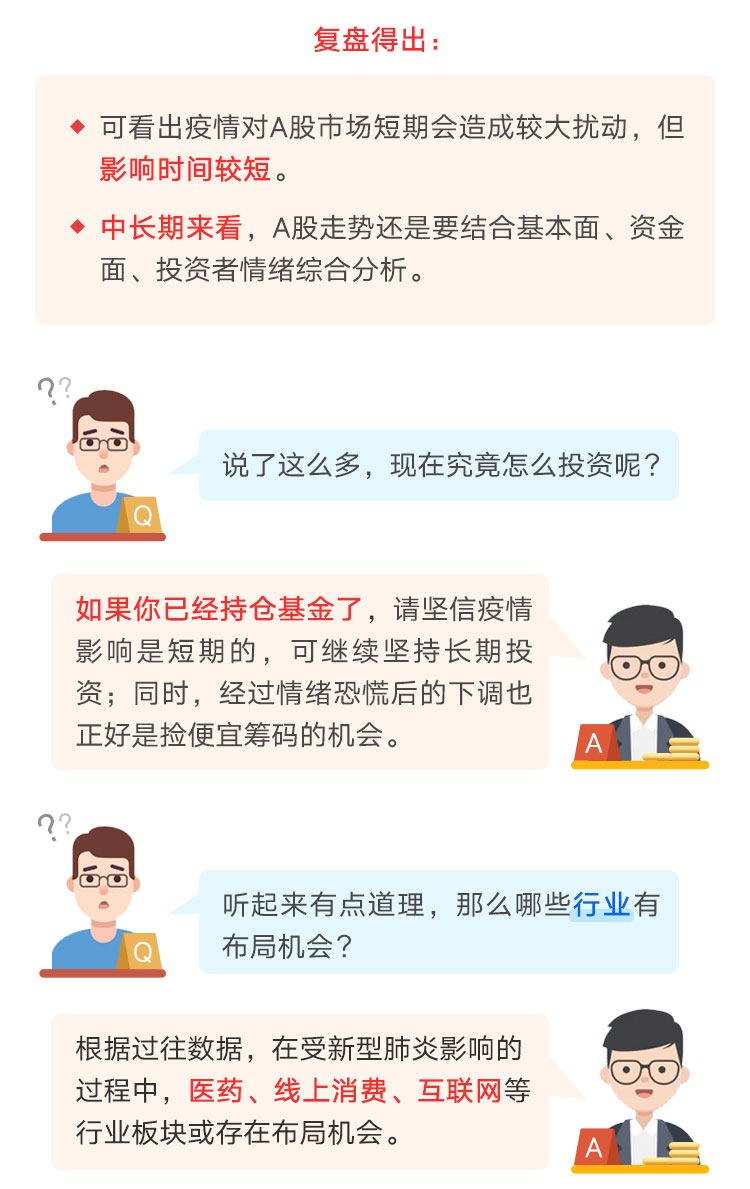 复盘得出：
可看出疫情对A股市场短期会造成较大扰动，但
影响时间较短。
中长期来看，A股走势还是要结合基本面、资金
面、投资者情绪综合分析。
??
说了这么多，现在究竟怎么投资呢？
Q
如果你已经持仓基金了，请坚信疫情
影响是短期的，可继续坚持长期投
资；同时，经过情绪恐慌后的下调也
正好是捡便宜筹码的机会。
A
??
听起来有点道理，那么哪些行业有
布局机会？
Q
根据过往数据，在受新型肺炎影响的
过程中，医药、线上消费、互联网等
行业板块或存在布局机会。
A